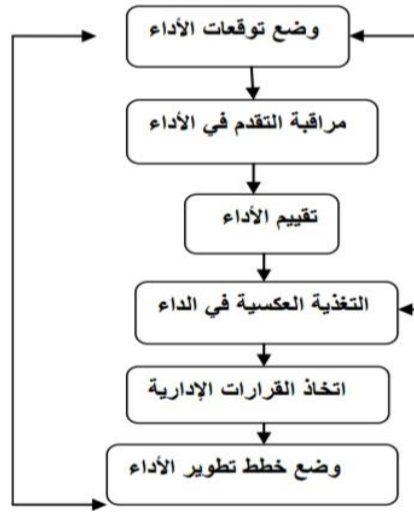 وضع توقعات الأداء
مراقبة التقدم في الأداء
تقييم الأداء
التغذية العكسية في الداء
اتخاذ القرارات الإدارية
وضع خطط تطوير الأداء